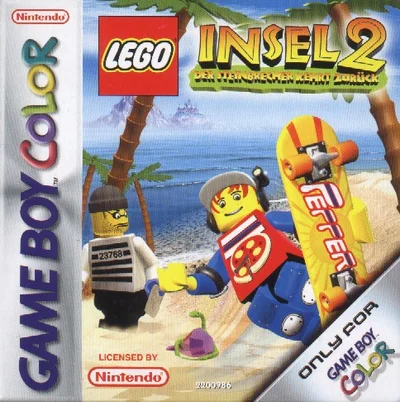 Nintendo
GAME BOY COLOR
TM
LEGO
INSEL 2
DER STEINBRECHER KEHRT ZURÜCK
23768
PEPPER
LICENSED BY
Nintendo
2200986
ONLY FOR
GAME BOY
COLOR